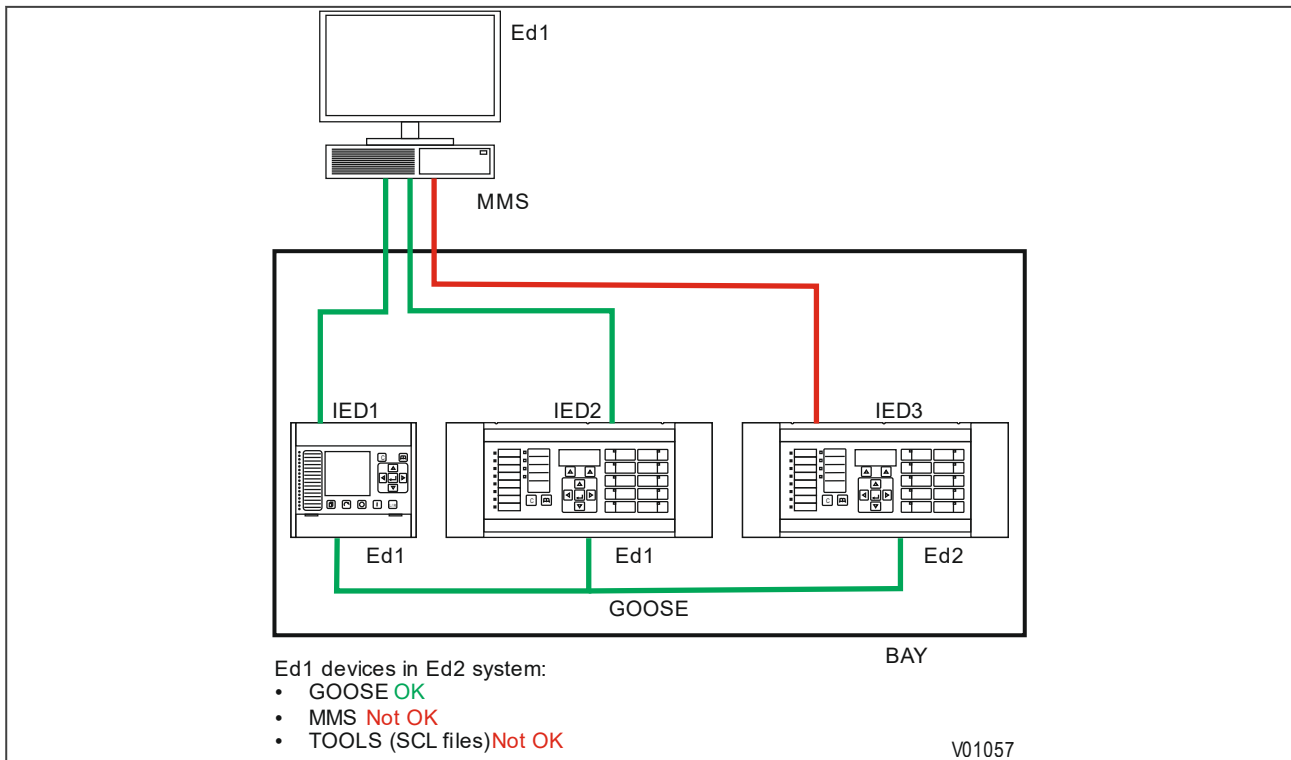 Ed1
MMS
IED1
IED2
IED3
C
C
C
Ed1
Ed1
Ed2
GOOSE
BAY
Ed1 devices in Ed2 system:
• GOOSE OK
• MMS Not OK
• TOOLS (SCL files)Not OK
V01057